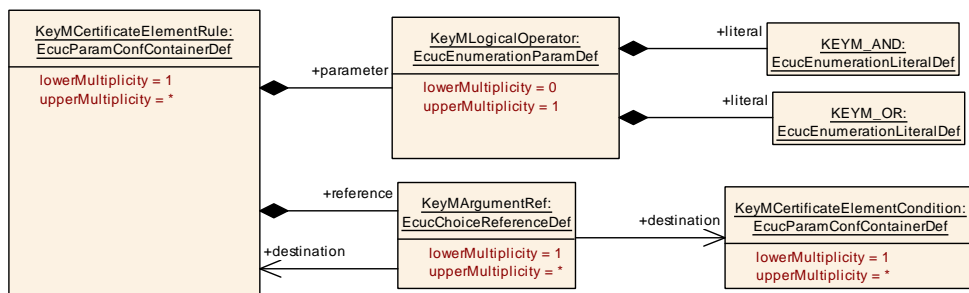 KeyMCertificateElementRule:
EcucParamConfContainerDef
lowerMultiplicity = 1
upperMultiplicity = *
+parameter
KeyMLogicalOperator:
EcucEnumerationParamDef
lowerMultiplicity = 0
upperMultiplicity = 1
+literal
KEYM_AND:
EcucEnumerationLiteralDef
+literal
KEYM_OR:
EcucEnumerationLiteralDef
+reference
+destination
KeyMArgumentRef:
EcucChoiceReferenceDef
lowerMultiplicity = 1
upperMultiplicity = *
+destination
KeyMCertificateElementCondition:
EcucParamConfContainerDef
lowerMultiplicity = 1
upperMultiplicity = *